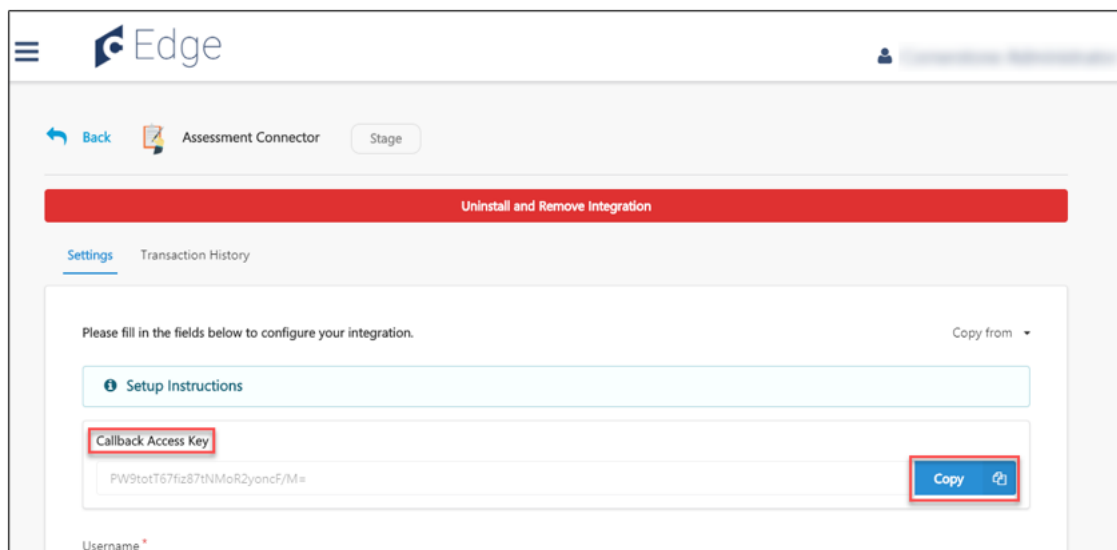 Edge
Back Assessment Connector Stage
Uninstall and Remove Integration
Settings Transaction History
Please fill in the fields below to configure your integration. Copy from
Setup Instructions
Callback Access Key
PW9totT67fiz87tNMoR2yoncF/M= Copy
Username *